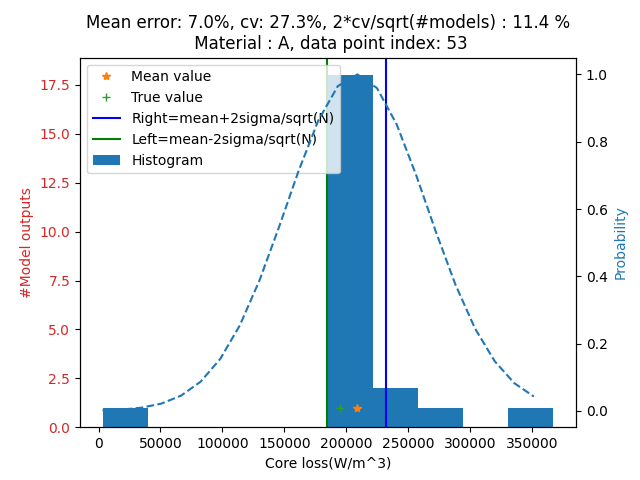 Mean error: 7.0%, cv: 27.3%, 2*cv/sqrt(#models) : 11.4 %
Material : A, data point index: 53
Mean value
True value
Right=mean+2sigma/sqrt(N)
Left=mean-2sigma/sqrt(N)
Histogram
17.5
15.0
12.5
10.0
7.5
5.0
2.5
0.0
#Model outputs
1.0
0.8
0.6
0.4
0.2
0.0
Probability
0 50000 100000 150000 200000 250000 300000 350000
Core loss(W/m^3)